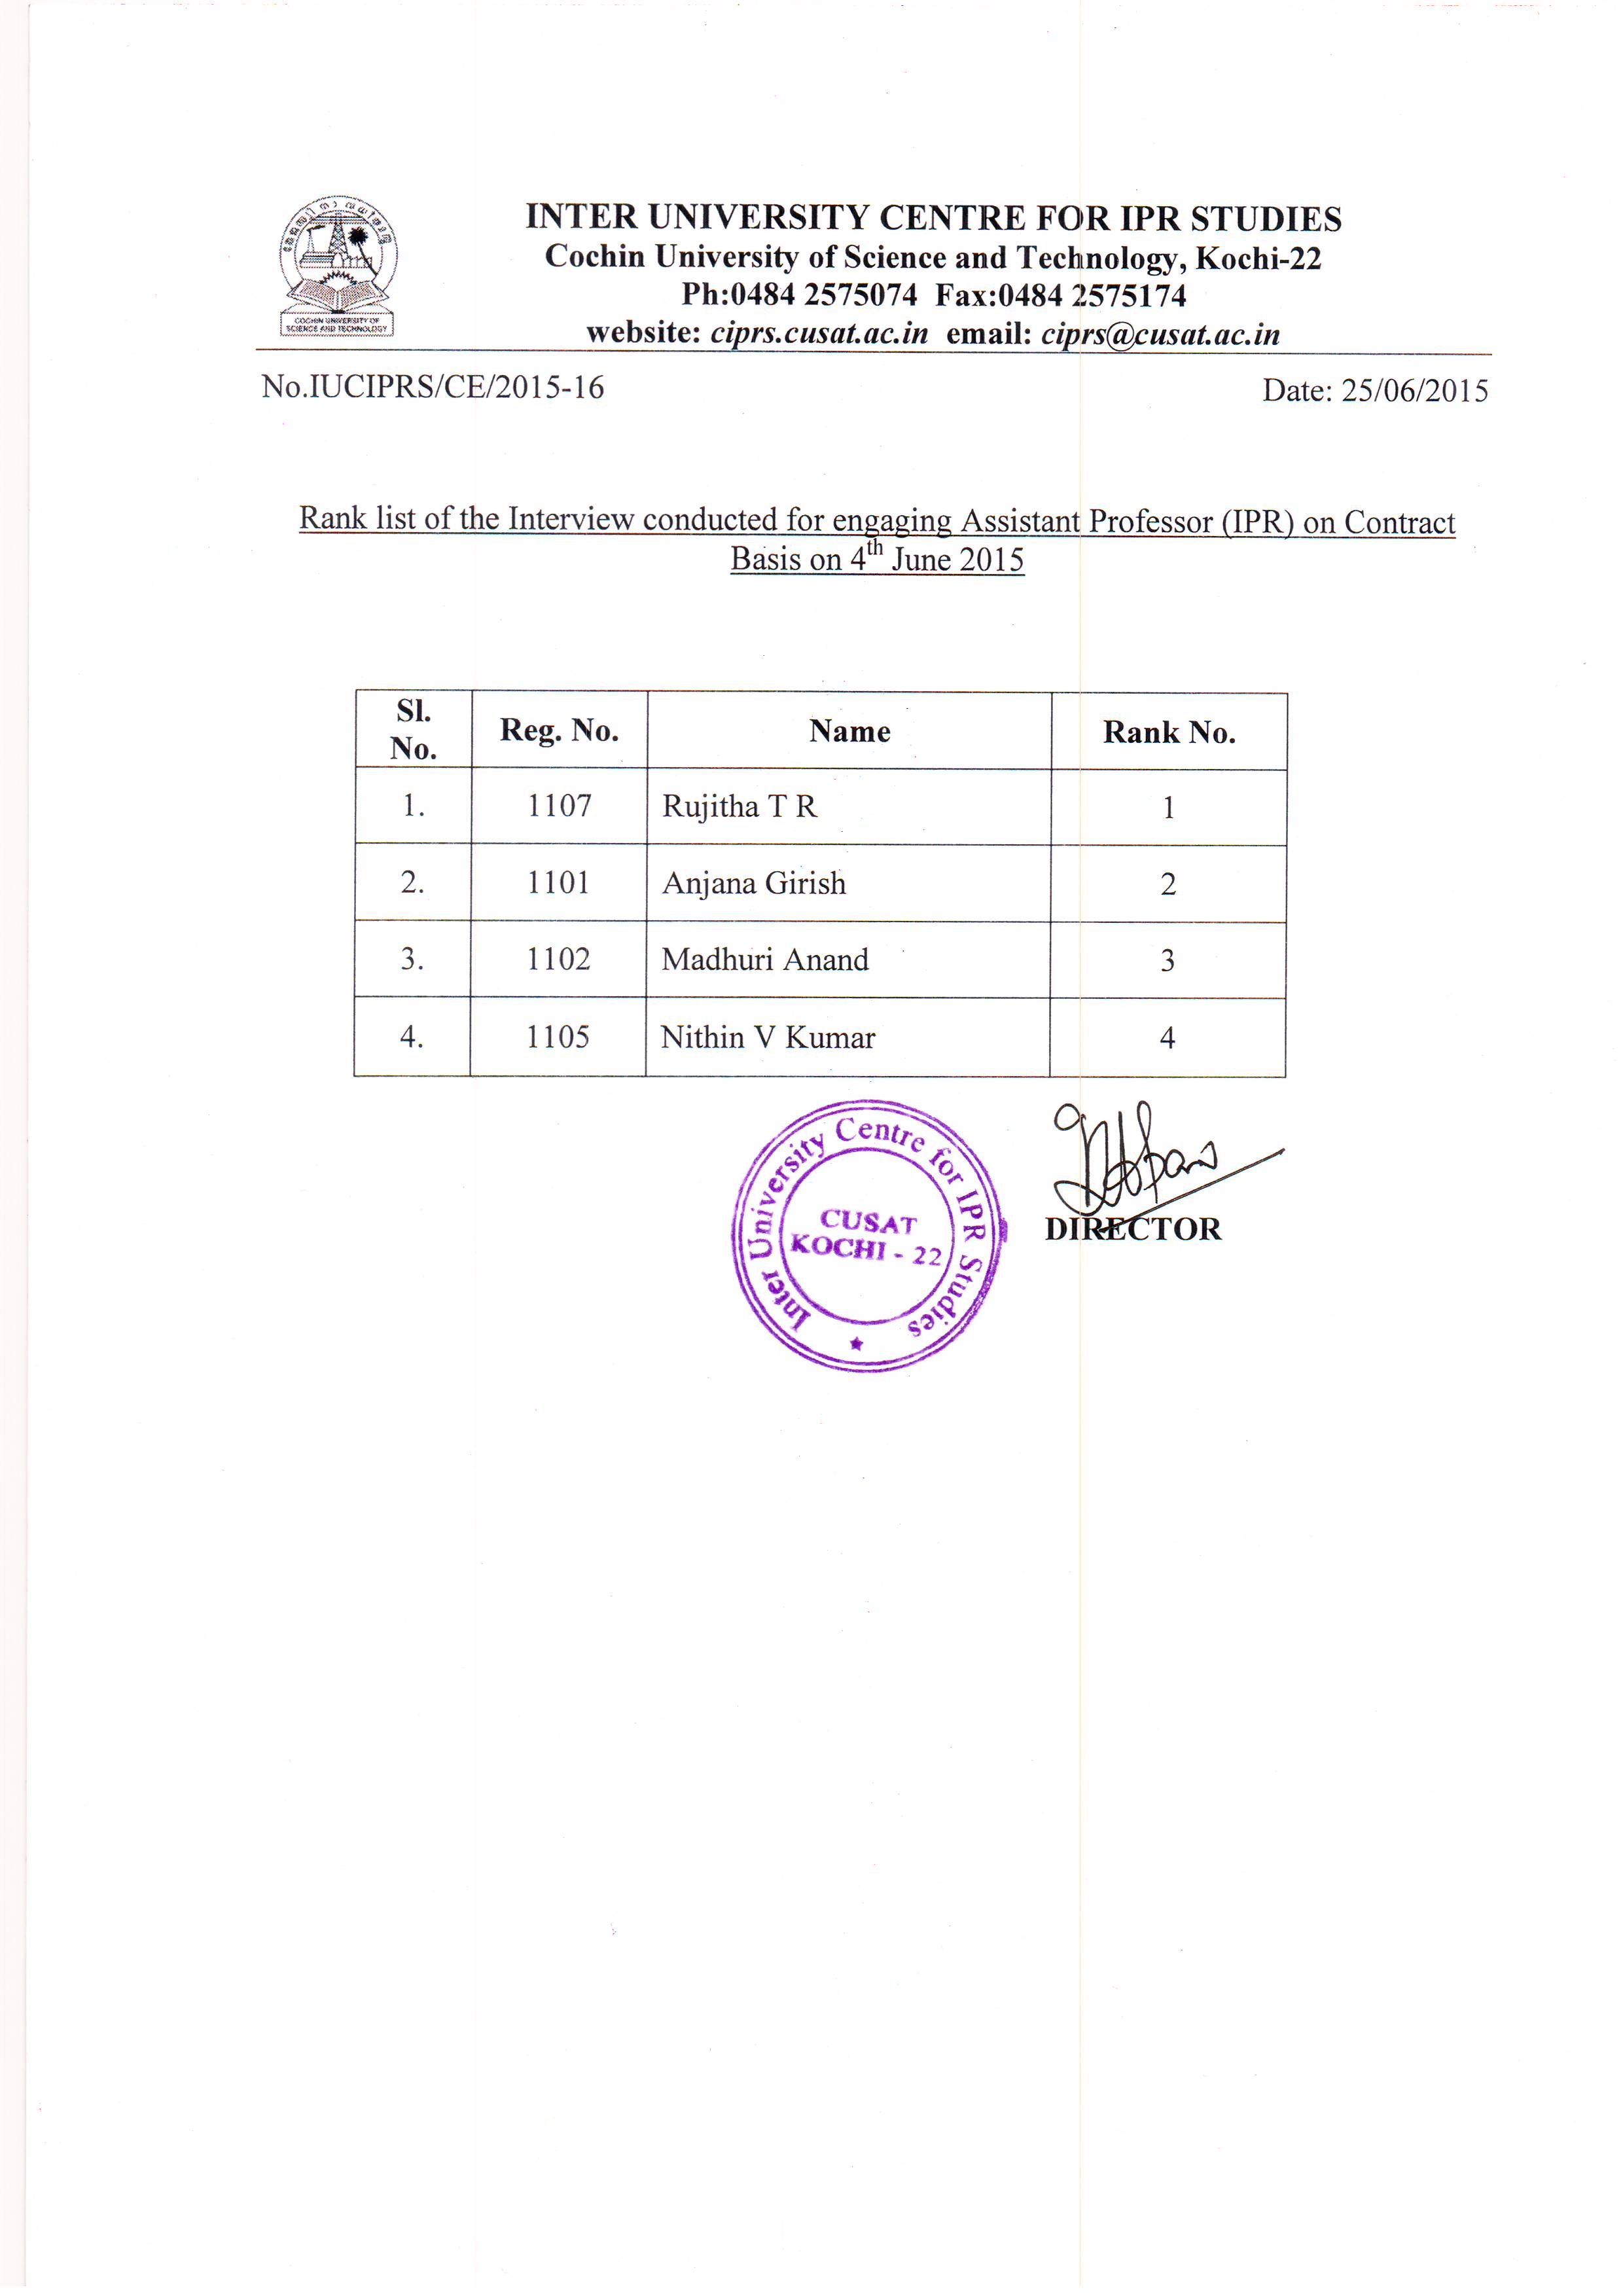 INTER UNIVERSITY CENTRE FOR IPR STUDIES
Cochin University of Science and Technology, Kochi-22
Ph:0484 2575074 Fax:0484 2575174
website: ciprs.cusat.ac.in email: ciprs@cusat.ac.in
COCHIN UNIVERSITY OF
SCIENCE AND TECHNOLOGY
No.IUCIPRS/CE/2015-16 Date: 25/06/2015
Rank list of the Interview conducted for engaging Assistant Professor (IPR) on Contract
Basis on 4th June 2015
Sl. No. Reg. No. Name Rank No.
1. 1107 Rujitha T R 1
2. 1101 Anjana Girish 2
3. 1102 Madhuri Anand 3
4. 1105 Nithin V Kumar 4
Inter University Centre for IPR Studies
CUSAT
KOCHI - 22
DIRECTOR